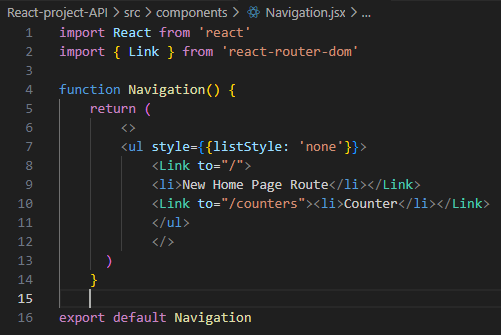 React-project-API > src > components > Navigation.jsx > ...
1 import React from 'react'
2 import { Link } from 'react-router-dom'
3
4 function Navigation() {
5 return (
6 <>
7 <ul style={{listStyle: 'none'}}>
8 <Link to="/">
9 <li>New Home Page Route</li></Link>
10 <Link to="/counters"><li>Counter</li></Link>
11 </ul>
12 </>
13 )
14 }
15
16 export default Navigation